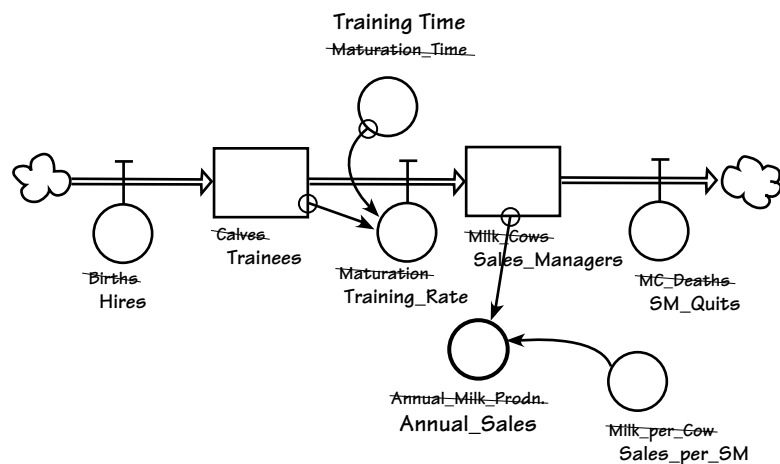 Training Time
Maturation_Time
Calves
Trainees
Milk_Cows
Sales_Managers
Births
Hires
Maturation
Training_Rate
MC_Deaths
SM_Quits
Annual_Milk_Prodn.
Annual_Sales
Milk_per_Cow
Sales_per_SM